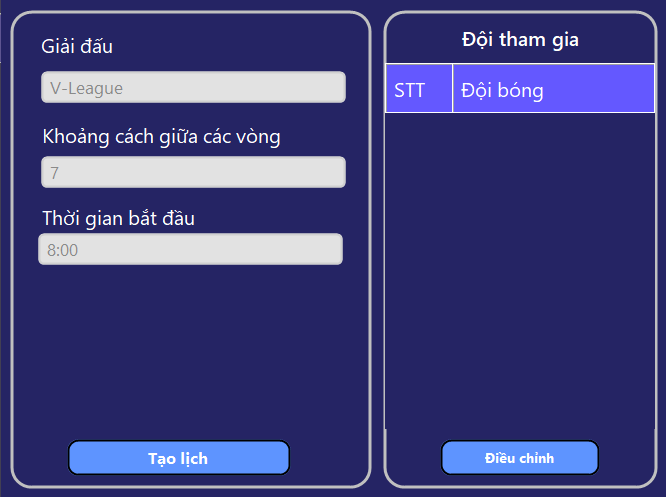 Giải đấu
V-League
Khoảng cách giữa các vòng
7
Thời gian bắt đầu
8:00
Tạo lịch
Đội tham gia
STT Đội bóng
Điều chỉnh